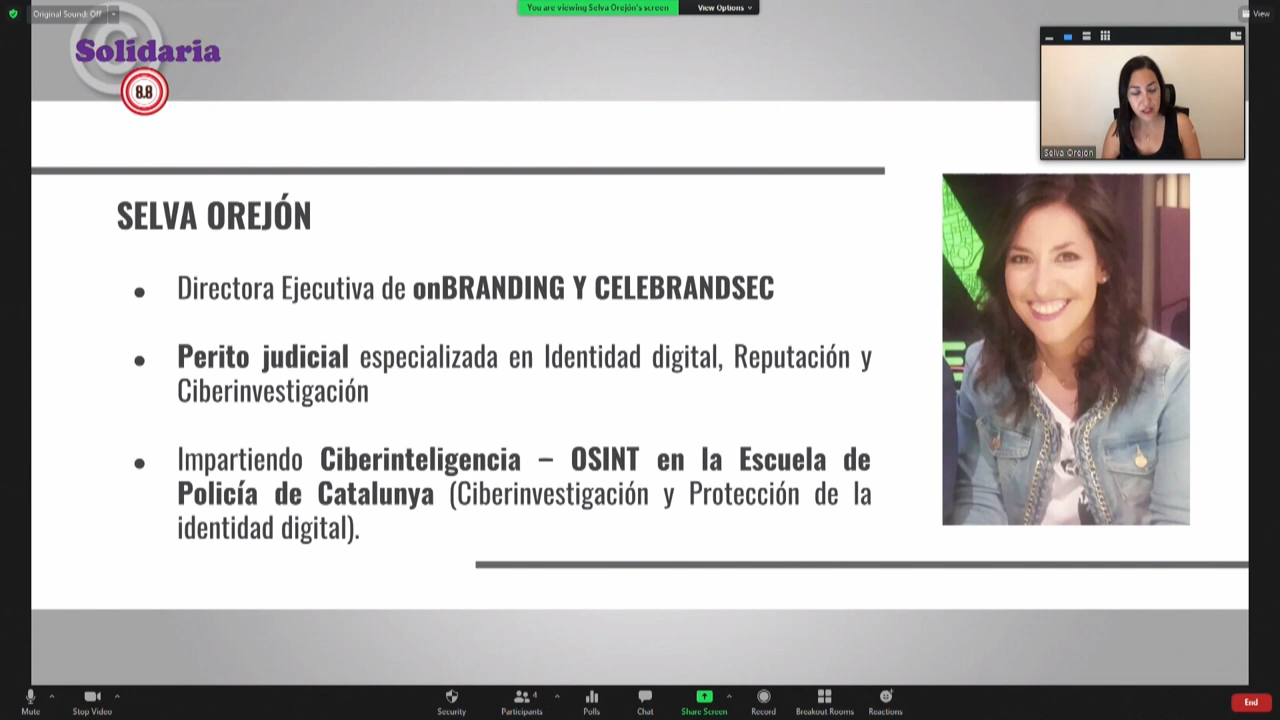 Original Sound: Off
You are viewing Selva Orejón's screen
View Options
View
Solidaria
8.8
Selva Orejón
SELVA OREJÓN
Directora Ejecutiva de onBRANDING Y CELEBRANDSEC
Perito judicial especializada en Identidad digital, Reputación y
Ciberinvestigación
Impartiendo Ciberinteligencia – OSINT en la Escuela de
Policía de Catalunya (Ciberinvestigación y Protección de la
identidad digital).
Mute
Stop Video
Security
Participants
4
Polls
Chat
Share Screen
Record
Breakout Rooms
Reactions
End